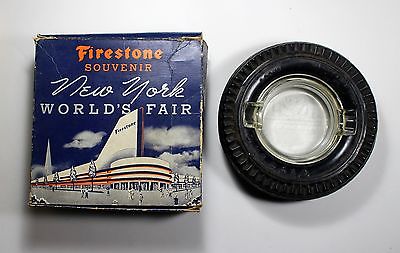 Firestone
SOUVENIR
New York
WORLD'S FAIR
Firestone